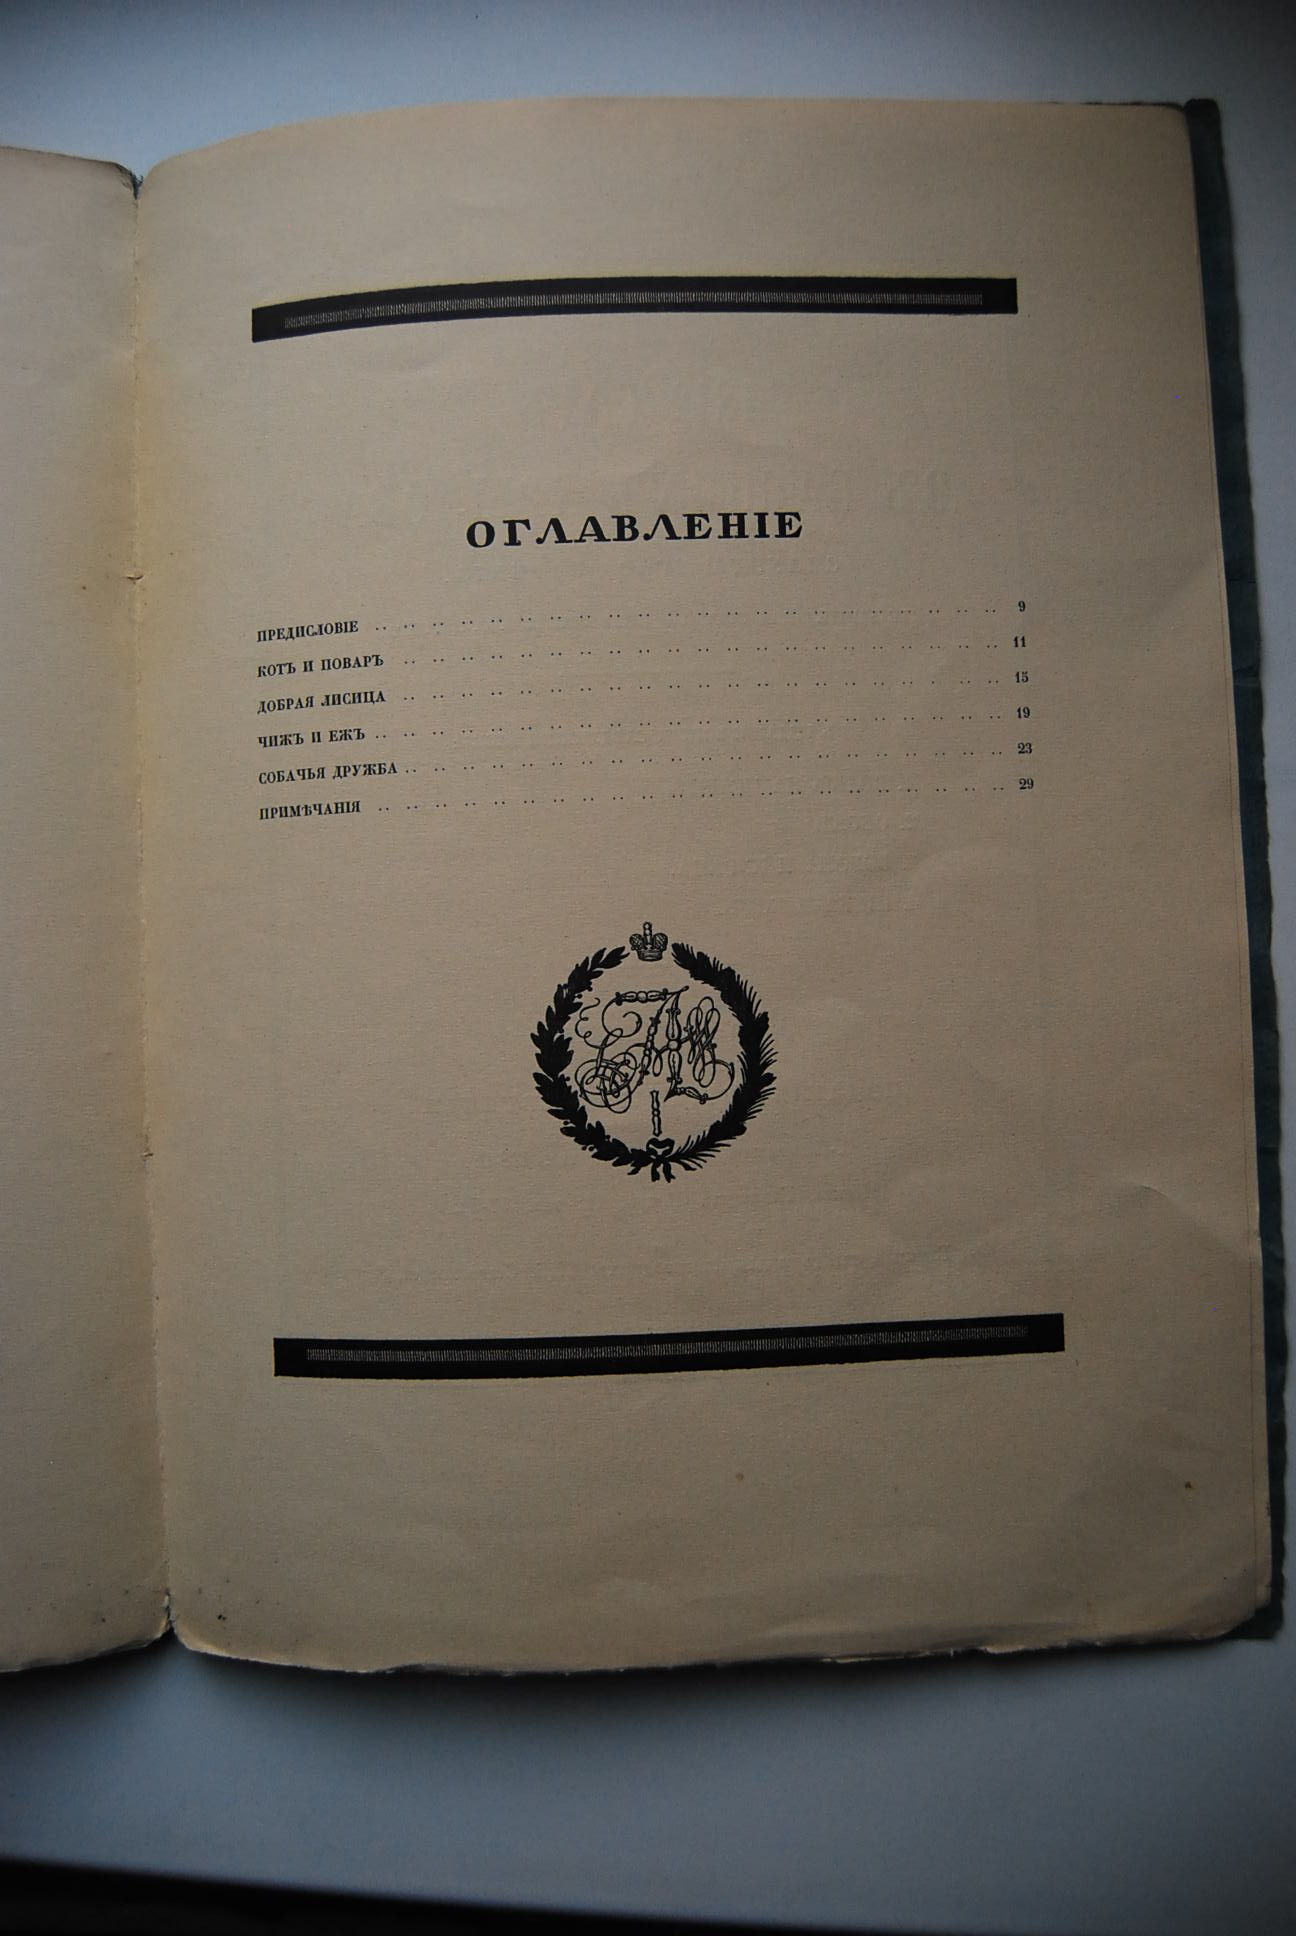 ОГЛАВЛЕНІЕ
ПРЕДИСЛОВІЕ .. .. .. .. .. .. .. .. .. .. .. .. .. .. .. .. .. .. .. .. .. .. 9
КОТЪ И ПОВАРЪ .. .. .. .. .. .. .. .. .. .. .. .. .. .. .. .. .. .. .. .. .. 11
ДОБРАЯ ЛИСИЦА .. .. .. .. .. .. .. .. .. .. .. .. .. .. .. .. .. .. .. .. .. 15
ЧИЖЪ И ЕЖЪ .. .. .. .. .. .. .. .. .. .. .. .. .. .. .. .. .. .. .. .. .. .. 19
СОБАЧЬЯ ДРУЖБА .. .. .. .. .. .. .. .. .. .. .. .. .. .. .. .. .. .. .. .. .. 23
ПРИМѢЧАНІЯ .. .. .. .. .. .. .. .. .. .. .. .. .. .. .. .. .. .. .. .. .. .. 29